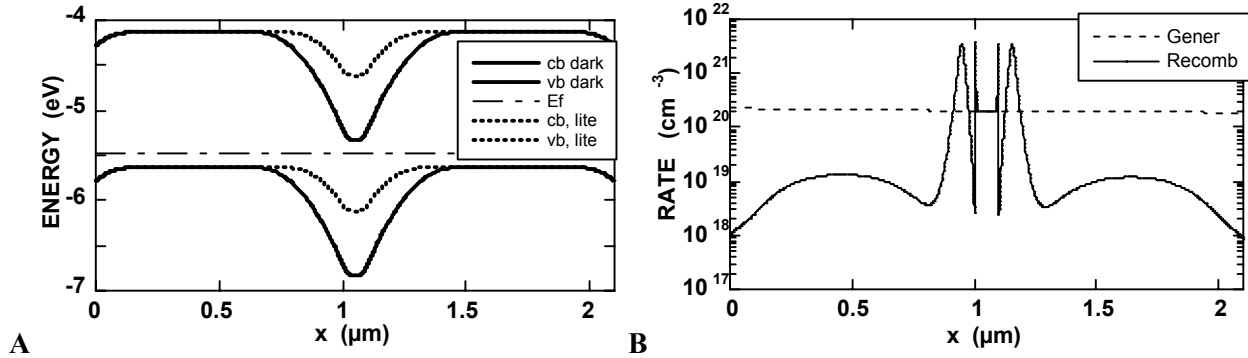 -4
-5
-6
-7
ENERGY (eV)
0
0.5
1
1.5
2
x (µm)
cb dark
vb dark
Ef
cb, lite
vb, lite
A
10 22
10 21
10 20
10 19
10 18
10 17
RATE (cm -3)
0
0.5
1
1.5
2
x (µm)
Gener
Recomb
B